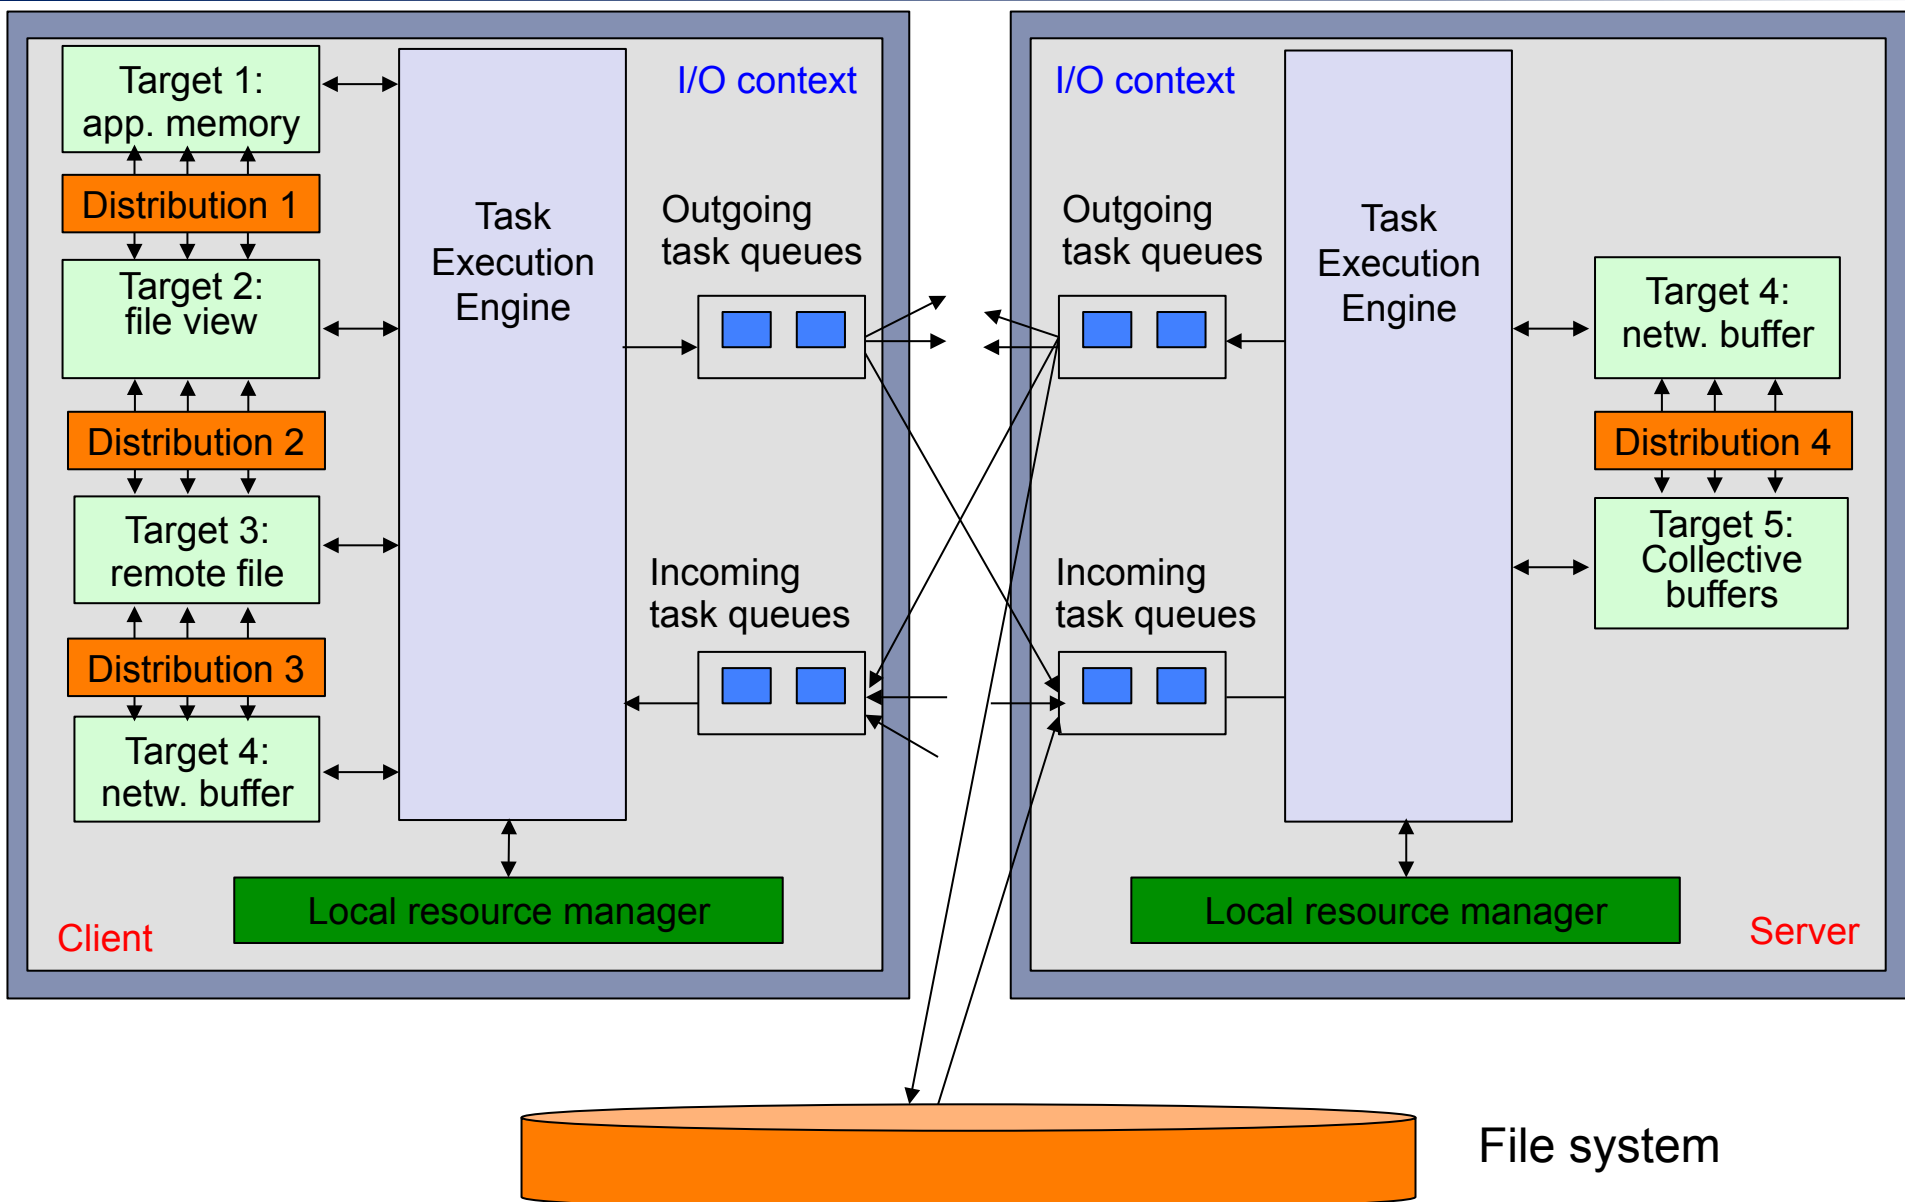 Target 1:
app. memory
Distribution 1
Target 2:
file view
Distribution 2
Target 3:
remote file
Distribution 3
Target 4:
netw. buffer
Task
Execution
Engine
I/O context
Outgoing
task queues
Incoming
task queues
Local resource manager
Client
I/O context
Outgoing
task queues
Incoming
task queues
Task
Execution
Engine
Target 4:
netw. buffer
Distribution 4
Target 5:
Collective
buffers
Local resource manager
Server
File system